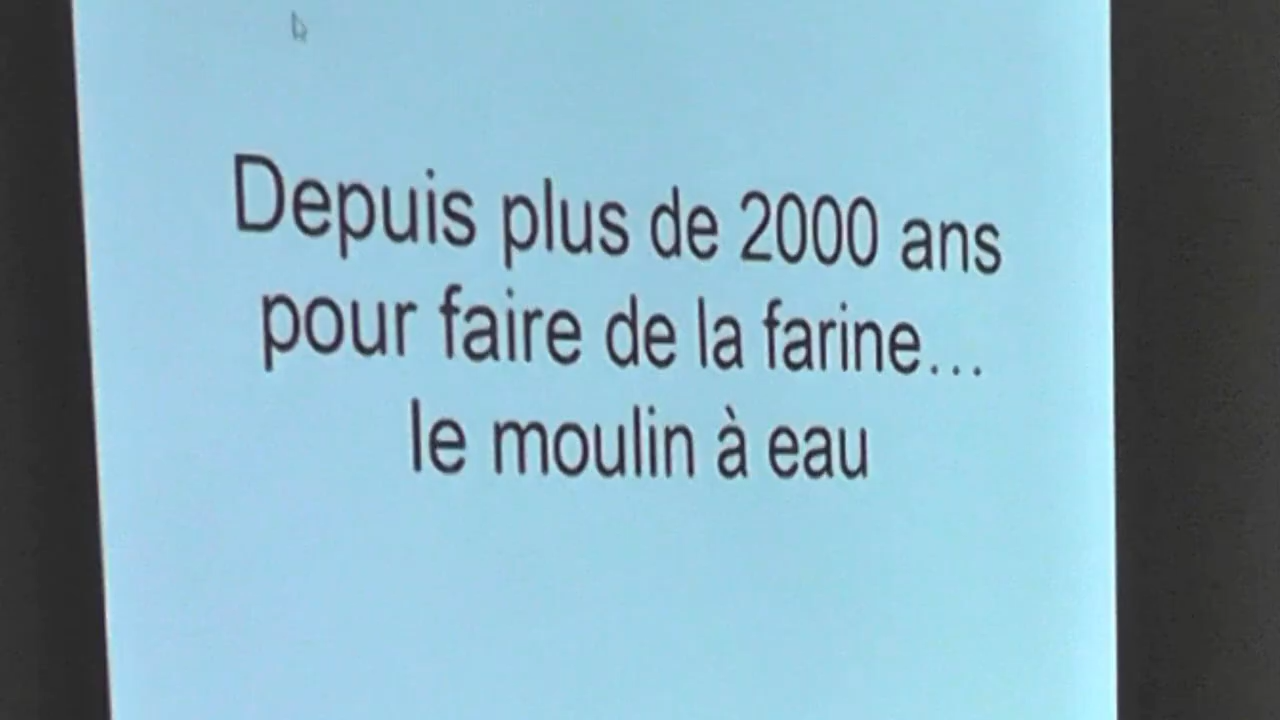 Depuis plus de 2000 ans
pour faire de la farine...
le moulin à eau